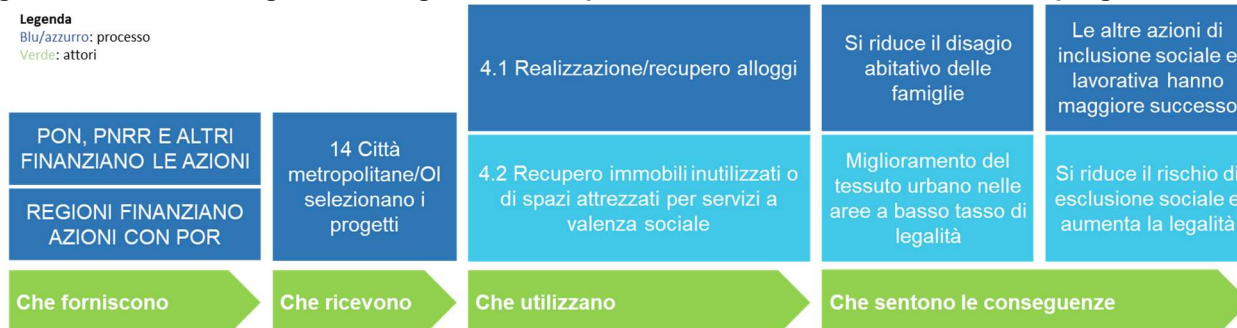 Legenda
Blu/azzurro: processo
Verde: attori
PON, PNRR E ALTRI
FINANZIANO LE AZIONI
REGIONI FINANZIANO
AZIONI CON POR
14 Città
metropolitane/OI
selezionano i
progetti
4.1 Realizzazione/recupero alloggi
4.2 Recupero immobili inutilizzati o
di spazi attrezzati per servizi a
valenza sociale
Si riduce il disagio
abitativo delle
famiglie
Miglioramento del
tessuto urbano nelle
aree a basso tasso di
legalità
Le altre azioni di
inclusione sociale e
lavorativa hanno
maggiore successo
Si riduce il rischio di
esclusione sociale e
aumenta la legalità
Che forniscono
Che ricevono
Che utilizzano
Che sentono le conseguenze